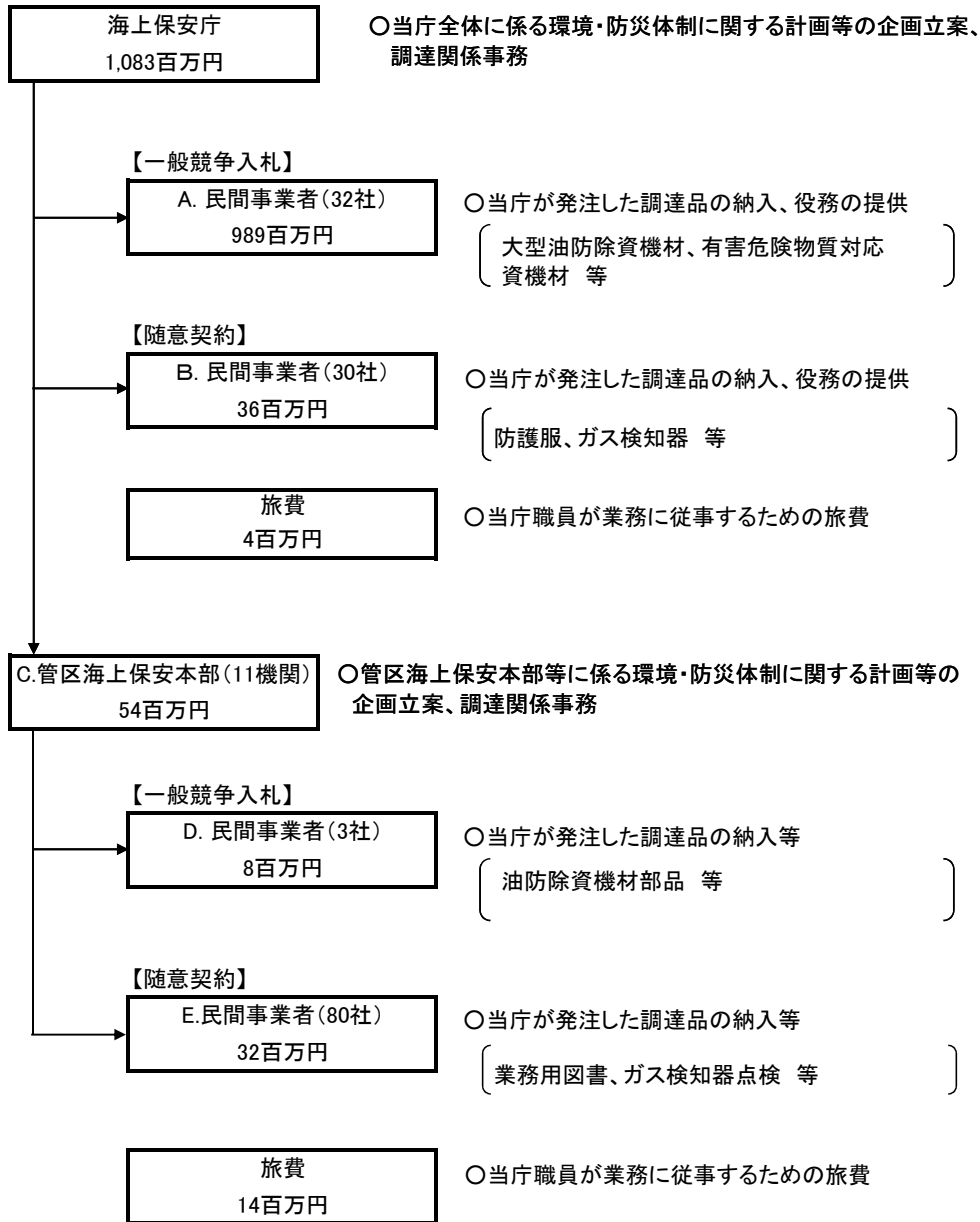 海上保安庁
1,083百万円
○当庁全体に係る環境・防災体制に関する計画等の企画立案、
調達関係事務
【一般競争入札】
A. 民間事業者(32社)
989百万円
○当庁が発注した調達品の納入、役務の提供
大型油防除資機材、有害危険物質対応
資機材 等
【随意契約】
B. 民間事業者(30社)
36百万円
○当庁が発注した調達品の納入、役務の提供
防護服、ガス検知器 等
旅費
4百万円
○当庁職員が業務に従事するための旅費
C.管区海上保安本部(11機関)
54百万円
○管区海上保安本部等に係る環境・防災体制に関する計画等の
企画立案、調達関係事務
【一般競争入札】
D. 民間事業者(3社)
8百万円
○当庁が発注した調達品の納入等
油防除資機材部品 等
【随意契約】
E.民間事業者(80社)
32百万円
○当庁が発注した調達品の納入等
業務用図書、ガス検知器点検 等
旅費
14百万円
○当庁職員が業務に従事するための旅費